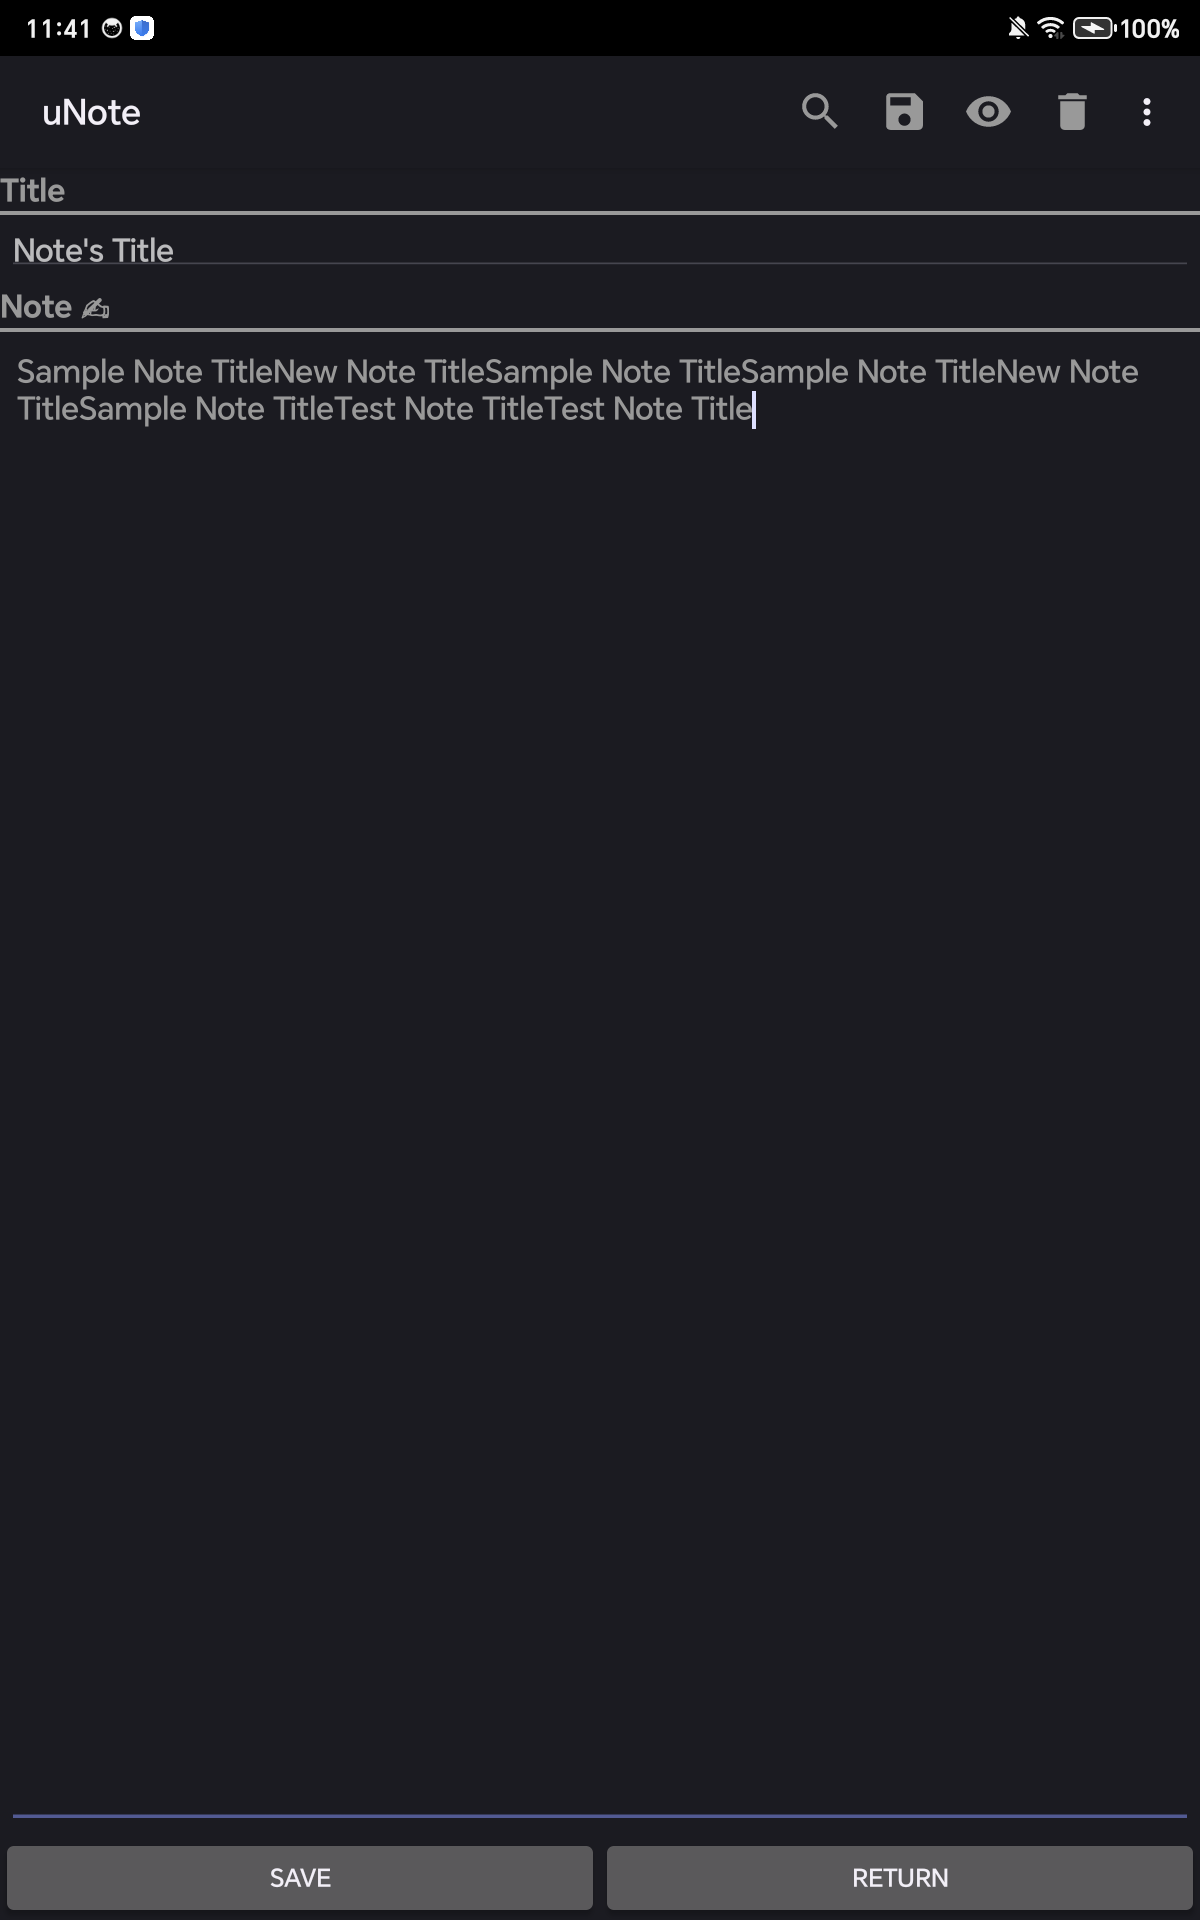 11:41
100%
uNote
Title
Note's Title
Note ✍
Sample Note TitleNew Note TitleSample Note TitleSample Note TitleNew Note
TitleSample Note TitleTest Note TitleTest Note Title
SAVE
RETURN